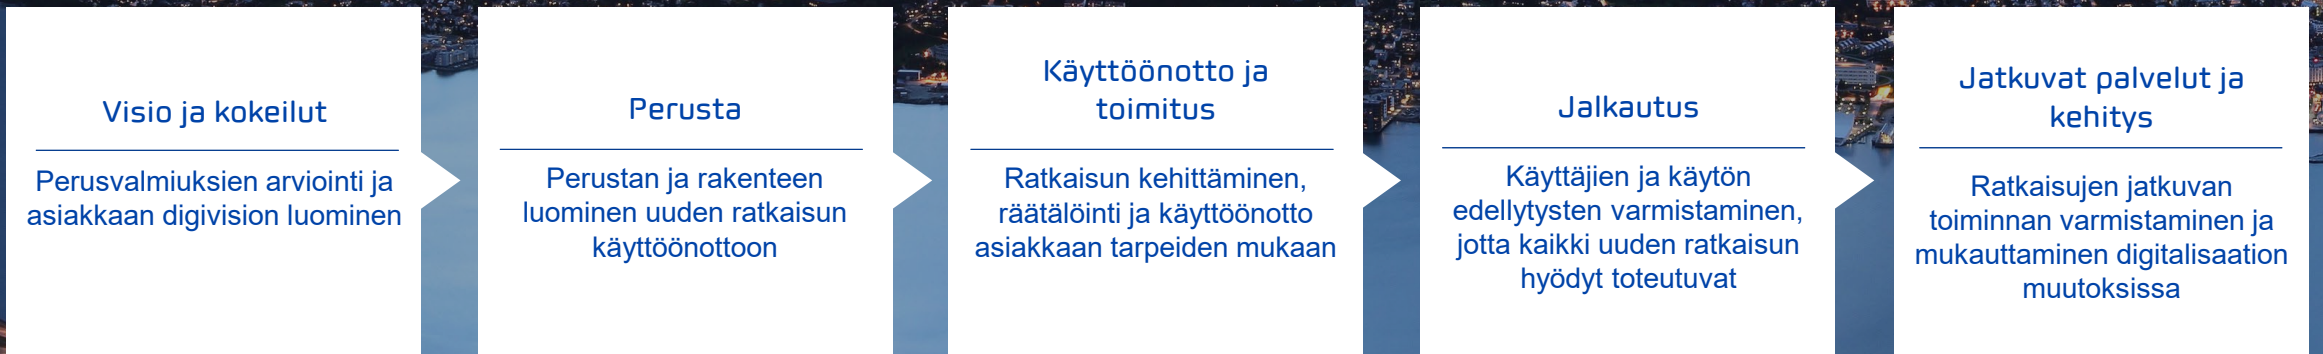 Visio ja kokeilut
Perusvalmiuksien arviointi ja
asiakkaan digivision luominen
Perusta
Perustan ja rakenteen
luominen uuden ratkaisun
käyttöönottoon
Käyttöönotto ja
toimitus
Ratkaisun kehittäminen,
räätälöinti ja käyttöönotto
asiakkaan tarpeiden mukaan
Jalkautus
Käyttäjien ja käytön
edellytysten varmistaminen,
jotta kaikki uuden ratkaisun
hyödyt toteutuvat
Jatkuvat palvelut ja
kehitys
Ratkaisujen jatkuvan
toiminnan varmistaminen ja
mukauttaminen digitalisaation
muutoksissa